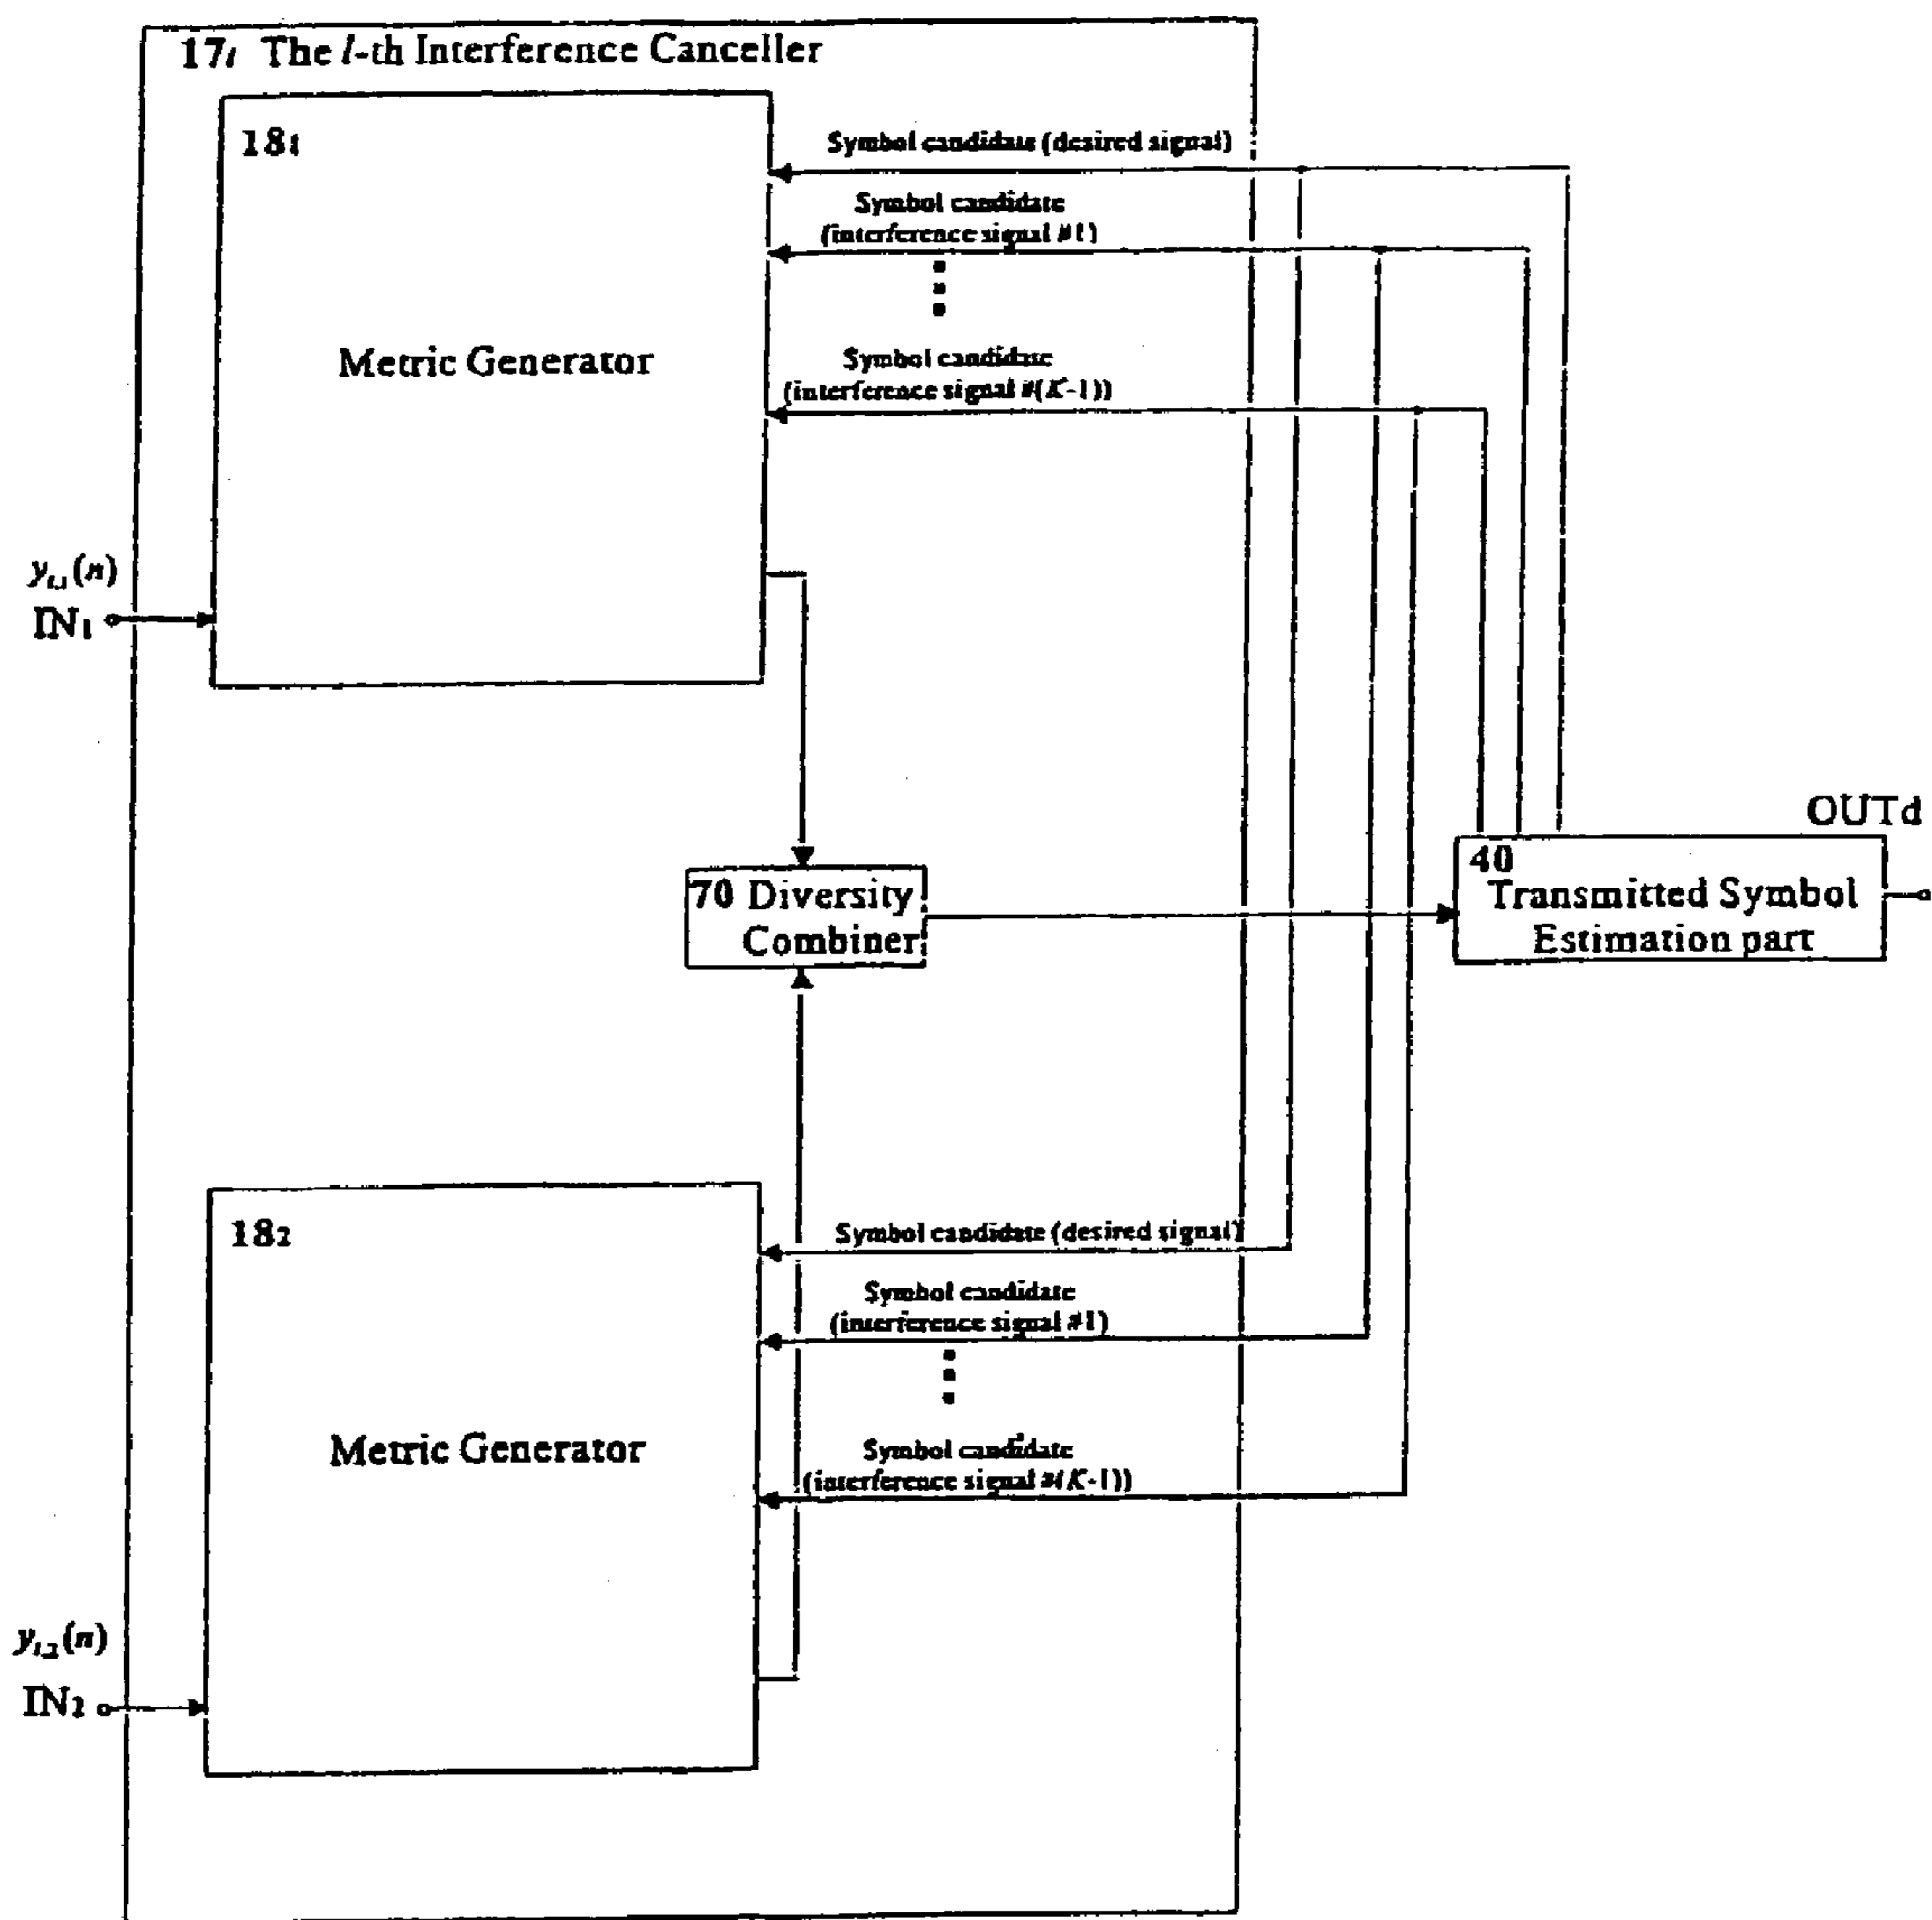 17l The l-th Interference Canceller
181
Symbol candidate (desired signal)
Symbol candidate
(interference signal #1)
Symbol candidate
(interference signal #(K-1))
Metric Generator
yl,1(n)
IN1
70 Diversity
Combiner
OUTd
40
Transmitted Symbol
Estimation part
182
Symbol candidate (desired signal)
Symbol candidate
(interference signal #1)
Symbol candidate
(interference signal #(K-1))
Metric Generator
yl,2(n)
IN2